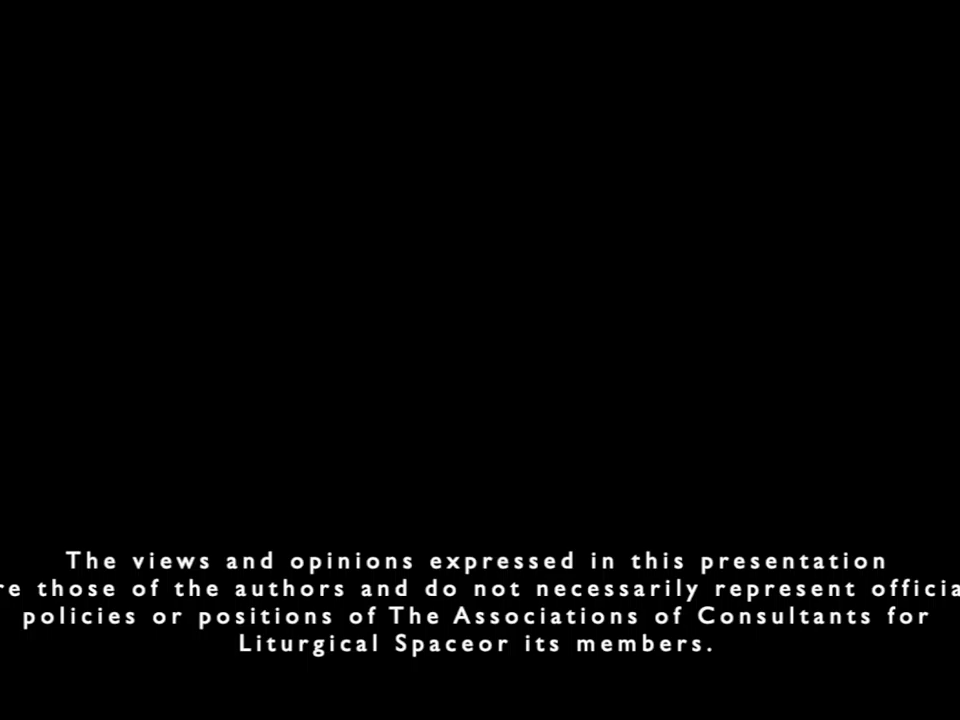 The views and opinions expressed in this presentation
re those of the authors and do not necessarily represent officia
policies or positions of The Associations of Consultants for
Liturgical Spaceor its members.